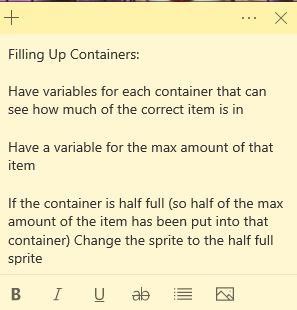 Filling Up Containers:
Have variables for each container that can
see how much of the correct item is in
Have a variable for the max amount of that
item
If the container is half full (so half of the max
amount of the item has been put into that
container) Change the sprite to the half full
sprite
B I U ab